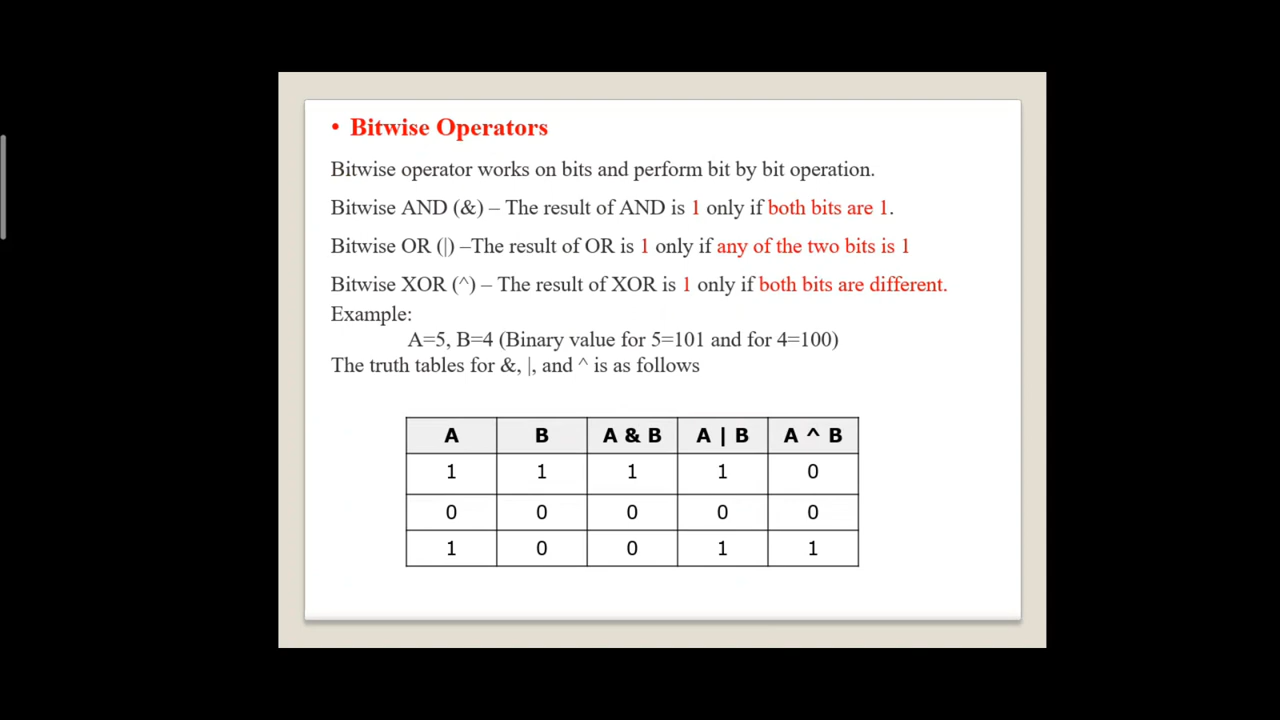 • Bitwise Operators
Bitwise operator works on bits and perform bit by bit operation.
Bitwise AND (&) – The result of AND is 1 only if both bits are 1.
Bitwise OR (|) –The result of OR is 1 only if any of the two bits is 1
Bitwise XOR (^) – The result of XOR is 1 only if both bits are different.
Example:
A=5, B=4 (Binary value for 5=101 and for 4=100)
The truth tables for &, |, and ^ is as follows
A B A & B A | B A ^ B
1 1 1 1 0
0 0 0 0 0
1 0 0 1 1